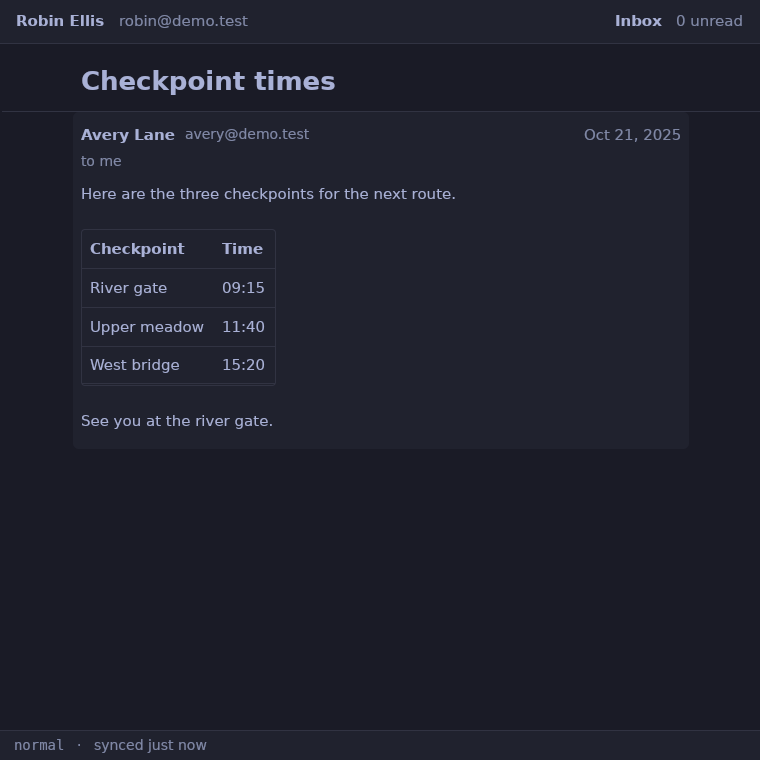 Robin Ellis robin@demo.test Inbox 0 unread
Checkpoint times
Avery Lane avery@demo.test Oct 21, 2025
to me
Here are the three checkpoints for the next route.
Checkpoint Time
River gate 09:15
Upper meadow 11:40
West bridge 15:20
See you at the river gate.
normal · synced just now